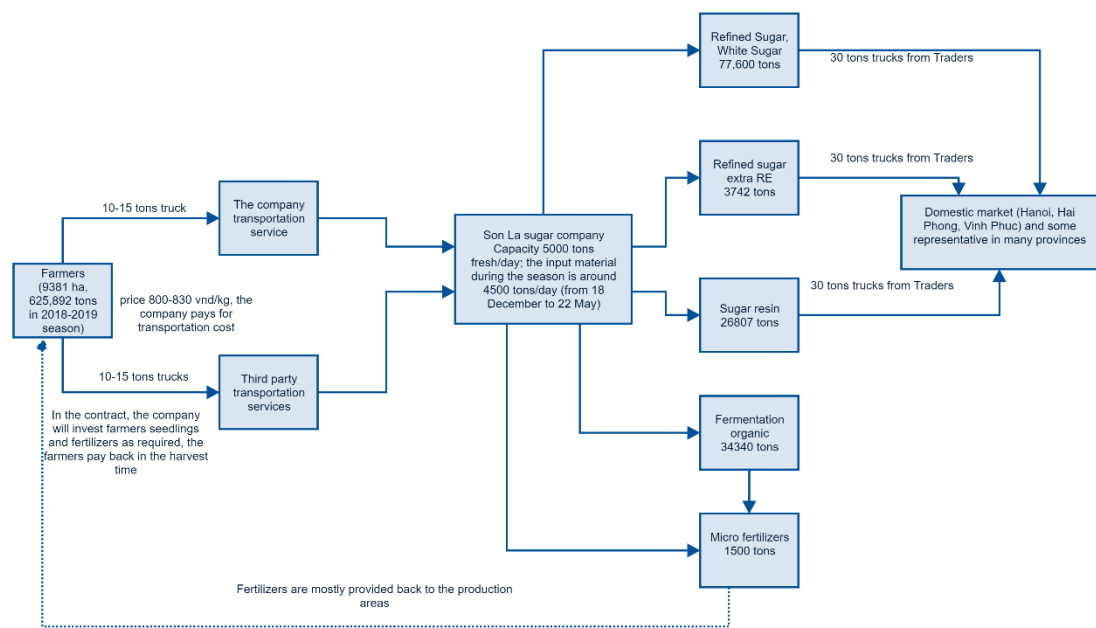 Refined Sugar,
White Sugar
77,600 tons
30 tons trucks from Traders
Refined sugar
extra RE
3742 tons
30 tons trucks from Traders
10-15 tons truck
The company
transportation
service
Domestic market (Hanoi, Hai
Phong, Vinh Phuc) and some
representative in many provinces
Son La sugar company
Capacity 5000 tons
fresh/day; the input material
during the season is around
4500 tons/day (from 18
December to 22 May)
Farmers
(9381 ha,
625,892 tons
in 2018-2019
season)
price 800-830 vnd/kg, the
company pays for
transportation cost
30 tons trucks from Traders
Sugar resin
26807 tons
10-15 tons trucks
Third party
transportation
services
In the contract, the company
will invest farmers seedlings
and fertilizers as required, the
farmers pay back in the harvest
time
Fermentation
organic
34340 tons
Micro fertilizers
1500 tons
Fertilizers are mostly provided back to the production
areas